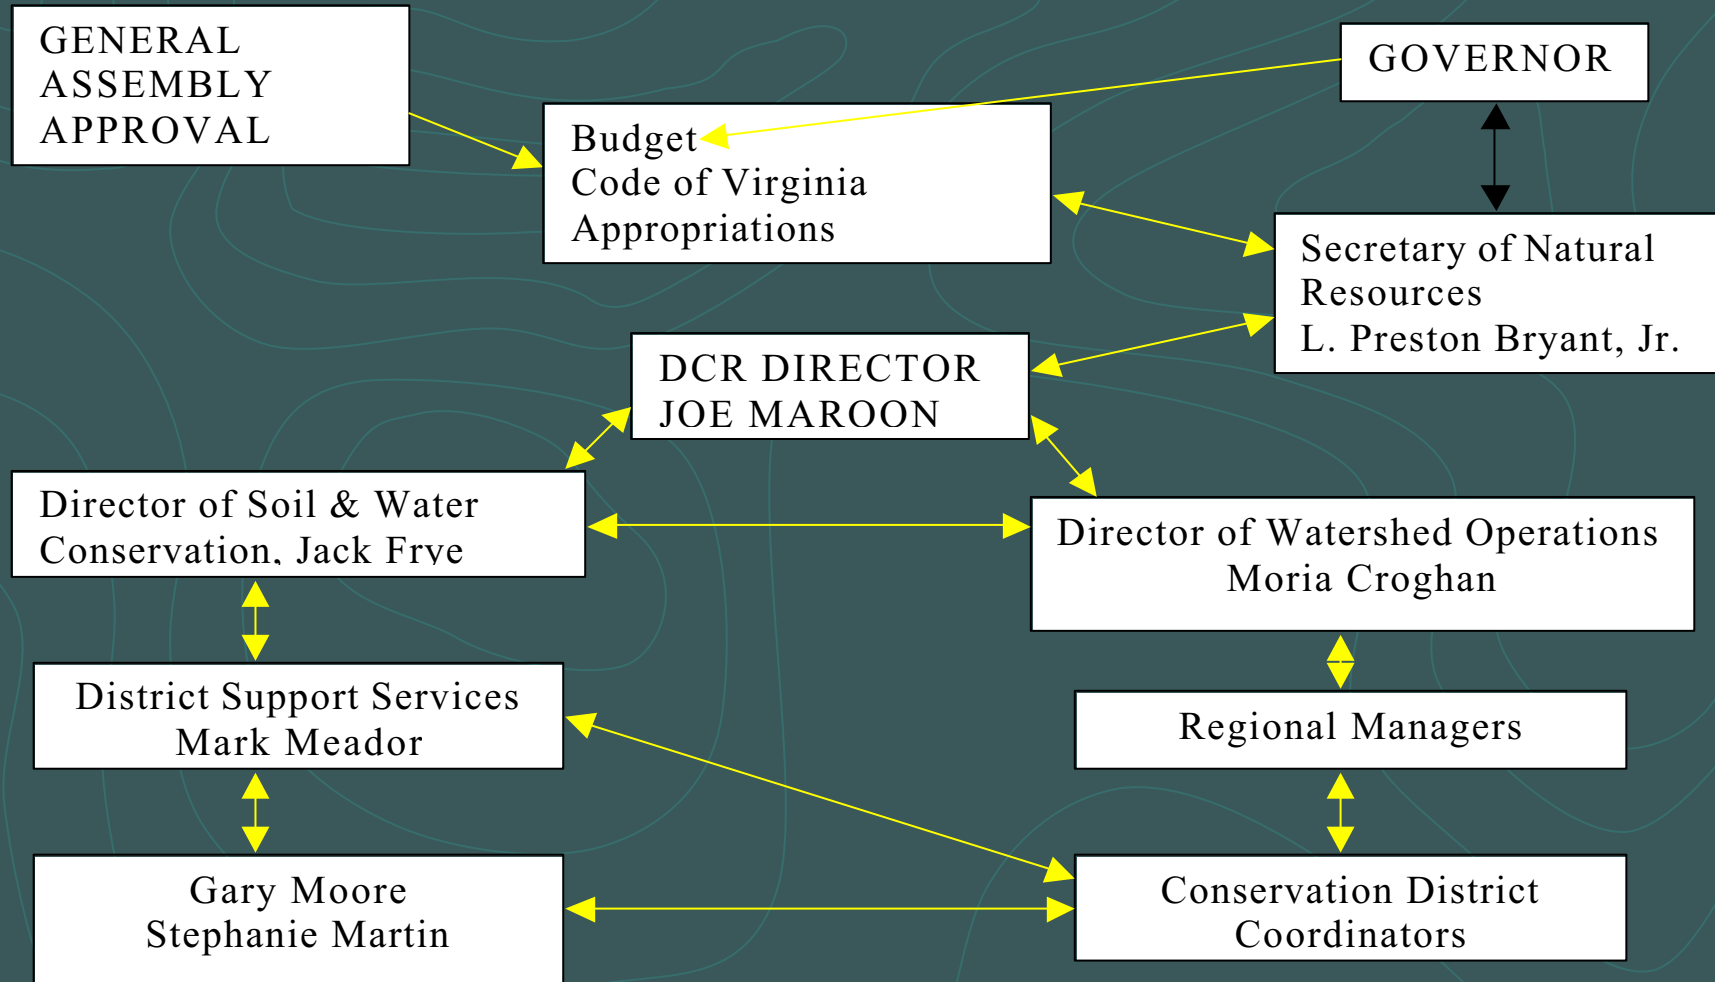 GENERAL
ASSEMBLY
APPROVAL
GOVERNOR
Budget
Code of Virginia
Appropriations
Secretary of Natural
Resources
L. Preston Bryant, Jr.
DCR DIRECTOR
JOE MAROON
Director of Soil & Water
Conservation, Jack Frye
Director of Watershed Operations
Moria Croghan
District Support Services
Mark Meador
Regional Managers
Gary Moore
Stephanie Martin
Conservation District
Coordinators